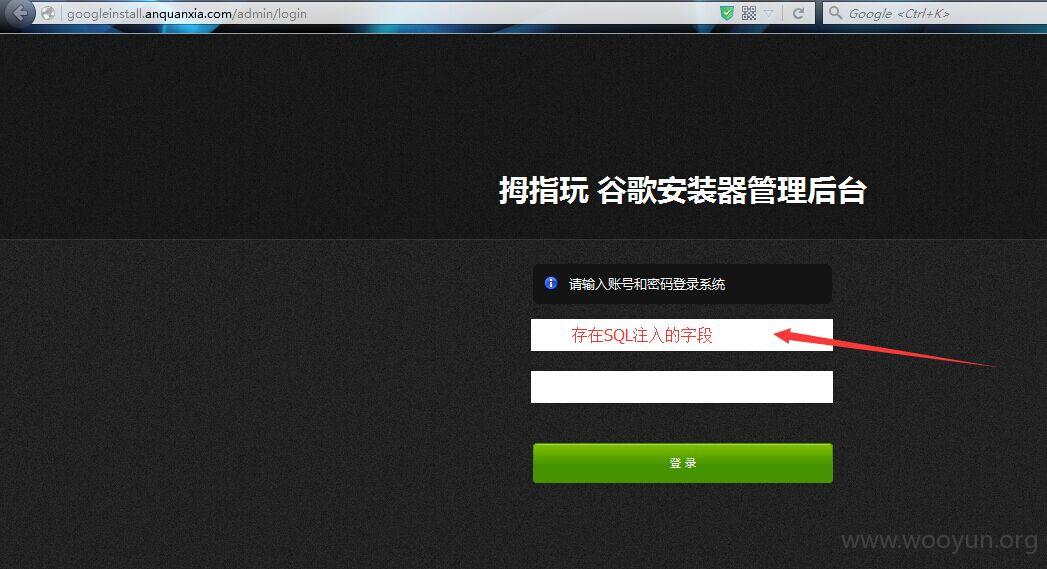 googleinstall.anquanxia.com/admin/login
Google <Ctrl+K>
拇指玩 谷歌安装器管理后台
请输入账号和密码登录系统
存在SQL注入的字段
登 录
www.wooyun.org